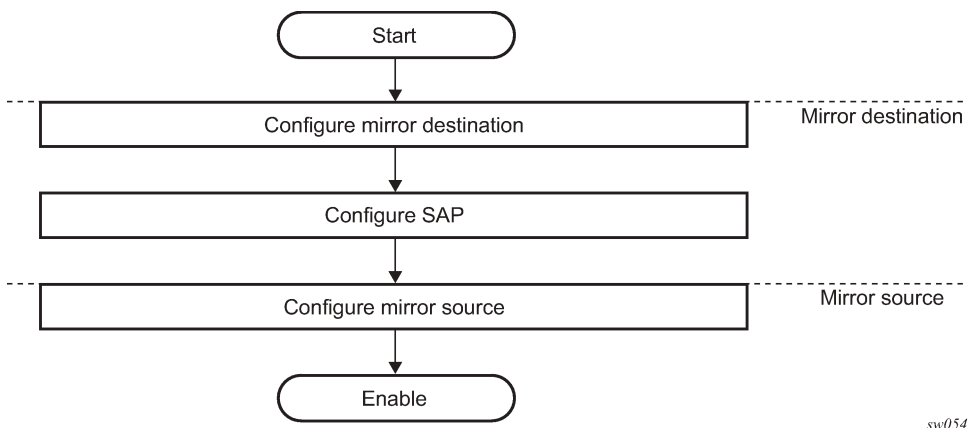 Start
Configure mirror destination
Mirror destination
Configure SAP
Configure mirror source
Mirror source
Enable
sw054